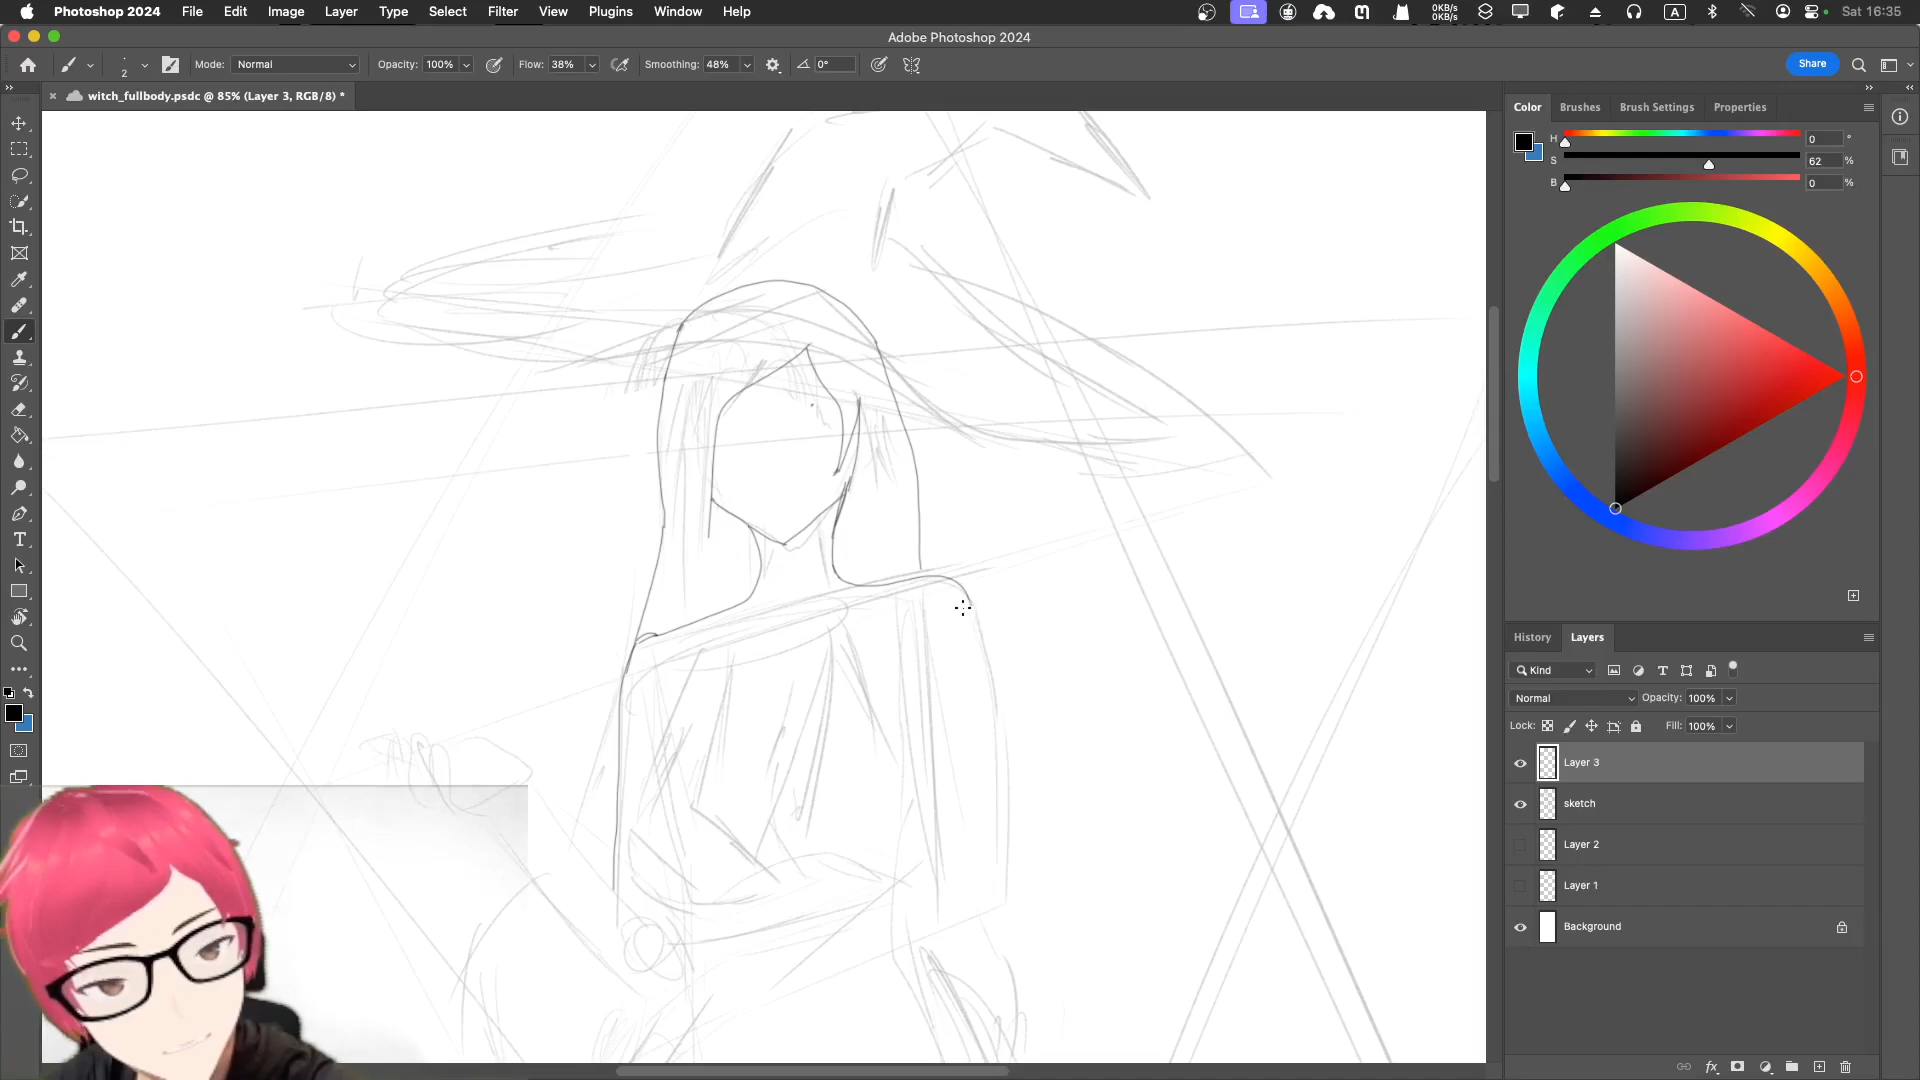 Photoshop 2024 File Edit Image Layer Type Select Filter View Plugins Window Help 0KB/s 0KB/s A Sat 16:35
Adobe Photoshop 2024
2 Mode: Normal Opacity: 100% Flow: 38% Smoothing: 48% 0° Share
witch_fullbody.psdc @ 85% (Layer 3, RGB/8) *
Color Brushes Brush Settings Properties
H 0 °
S 62 %
B 0 %
History Layers
Kind
Normal Opacity: 100%
Lock: Fill: 100%
Layer 3
sketch
Layer 2
Layer 1
Background